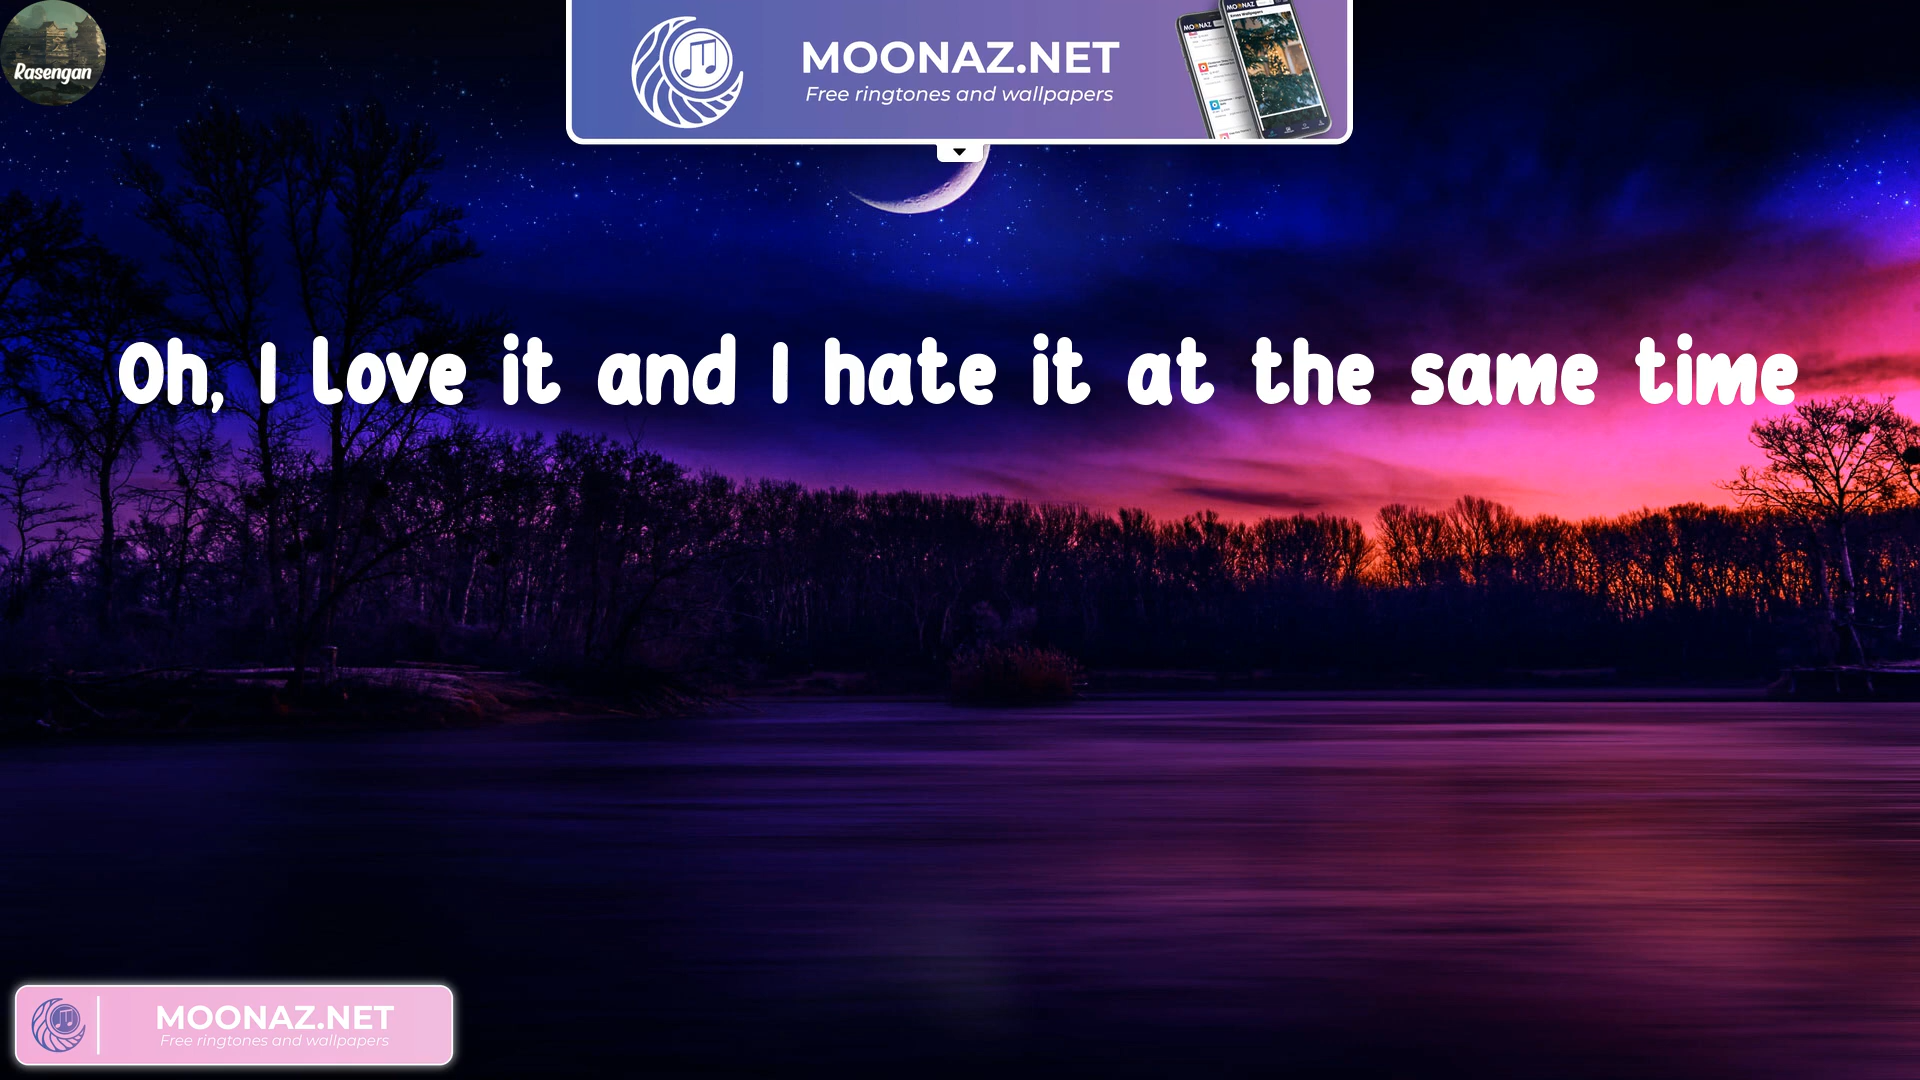 Rasengan
MOONAZ.NET
Free ringtones and wallpapers
Oh, I love it and I hate it at the same time
MOONAZ.NET
Free ringtones and wallpapers